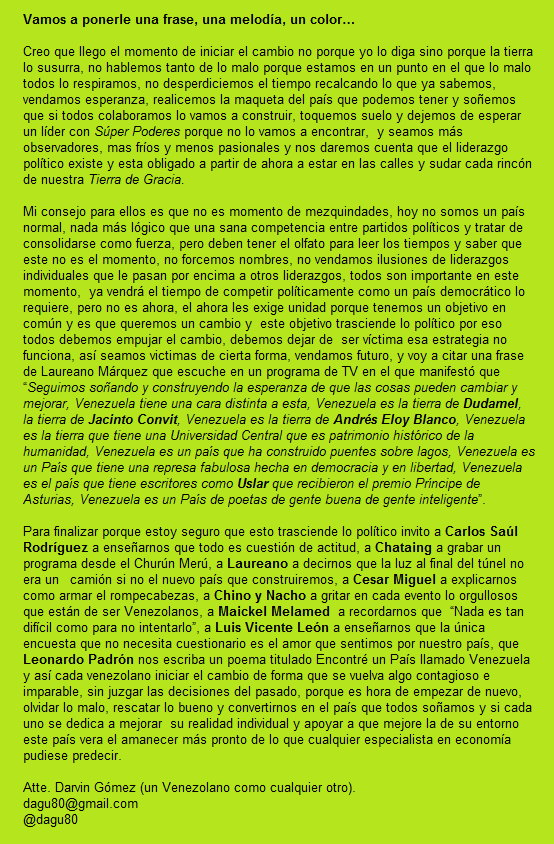 Vamos a ponerle una frase, una melodía, un color…
Creo que llego el momento de iniciar el cambio no porque yo lo diga sino porque la tierra
lo susurra, no hablemos tanto de lo malo porque estamos en un punto en el que lo malo
todos lo respiramos, no desperdiciemos el tiempo recalcando lo que ya sabemos,
vendamos esperanza, realicemos la maqueta del país que podemos tener y soñemos
que si todos colaboramos lo vamos a construir, toquemos suelo y dejemos de esperar
un líder con Súper Poderes porque no lo vamos a encontrar,  y seamos más
observadores, mas fríos y menos pasionales y nos daremos cuenta que el liderazgo
político existe y esta obligado a partir de ahora a estar en las calles y sudar cada rincón
de nuestra Tierra de Gracia.
Mi consejo para ellos es que no es momento de mezquindades, hoy no somos un país
normal, nada más lógico que una sana competencia entre partidos políticos y tratar de
consolidarse como fuerza, pero deben tener el olfato para leer los tiempos y saber que
este no es el momento, no forcemos nombres, no vendamos ilusiones de liderazgos
individuales que le pasan por encima a otros liderazgos, todos son importante en este
momento,  ya vendrá el tiempo de competir políticamente como un país democrático lo
requiere, pero no es ahora, el ahora les exige unidad porque tenemos un objetivo en
común y es que queremos un cambio y  este objetivo trasciende lo político por eso
todos debemos empujar el cambio, debemos dejar de  ser víctima esa estrategia no
funciona, así seamos victimas de cierta forma, vendamos futuro, y voy a citar una frase
de Laureano Márquez que escuche en un programa de TV en el que manifestó que
“Seguimos soñando y construyendo la esperanza de que las cosas pueden cambiar y
mejorar, Venezuela tiene una cara distinta a esta, Venezuela es la tierra de Dudamel,
la tierra de Jacinto Convit, Venezuela es la tierra de Andrés Eloy Blanco, Venezuela
es la tierra que tiene una Universidad Central que es patrimonio histórico de la
humanidad, Venezuela es un país que ha construido puentes sobre lagos, Venezuela es
un País que tiene una represa fabulosa hecha en democracia y en libertad, Venezuela
es el país que tiene escritores como Uslar que recibieron el premio Príncipe de
Asturias, Venezuela es un País de poetas de gente buena de gente inteligente”.
Para finalizar porque estoy seguro que esto trasciende lo político invito a Carlos Saúl
Rodríguez a enseñarnos que todo es cuestión de actitud, a Chataing a grabar un
programa desde el Churún Merú, a Laureano a decirnos que la luz al final del túnel no
era un   camión si no el nuevo país que construiremos, a Cesar Miguel a explicarnos
como armar el rompecabezas, a Chino y Nacho a gritar en cada evento lo orgullosos
que están de ser Venezolanos, a Maickel Melamed  a recordarnos que  “Nada es tan
difícil como para no intentarlo”, a Luis Vicente León a enseñarnos que la única
encuesta que no necesita cuestionario es el amor que sentimos por nuestro país, que
Leonardo Padrón nos escriba un poema titulado Encontré un País llamado Venezuela
y así cada venezolano iniciar el cambio de forma que se vuelva algo contagioso e
imparable, sin juzgar las decisiones del pasado, porque es hora de empezar de nuevo,
olvidar lo malo, rescatar lo bueno y convertirnos en el país que todos soñamos y si cada
uno se dedica a mejorar  su realidad individual y apoyar a que mejore la de su entorno
este país vera el amanecer más pronto de lo que cualquier especialista en economía
pudiese predecir.
Atte. Darvin Gómez (un Venezolano como cualquier otro).
dagu80@gmail.com
@dagu80